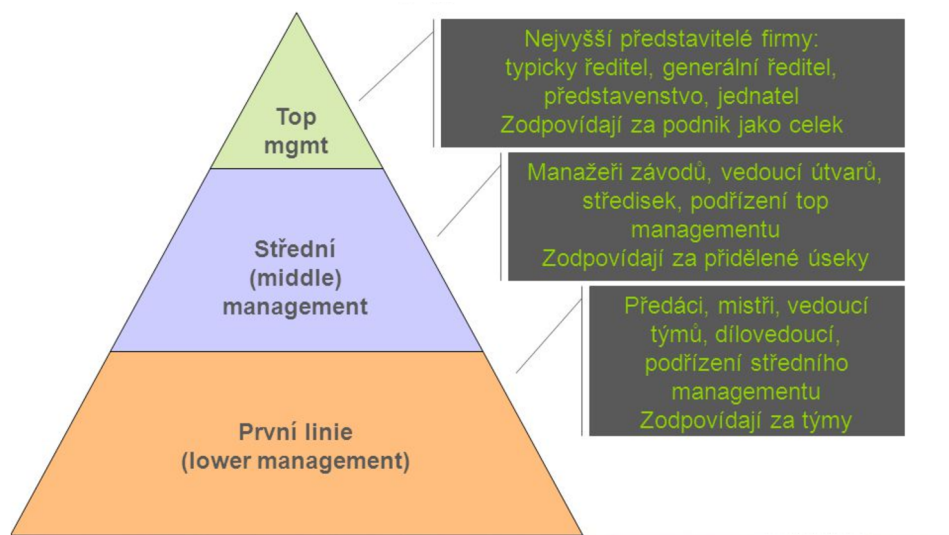 Top
mgmt
Nejvyšší představitelé firmy:
typicky ředitel, generální ředitel,
představenstvo, jednatel
Zodpovídají za podnik jako celek
Střední
(middle)
management
Manažeři závodů, vedoucí útvarů,
středisek, podřízení top
managementu
Zodpovídají za přidělené úseky
První linie
(lower management)
Předáci, mistři, vedoucí
týmů, dílovedoucí,
podřízení středního
managementu
Zodpovídají za týmy